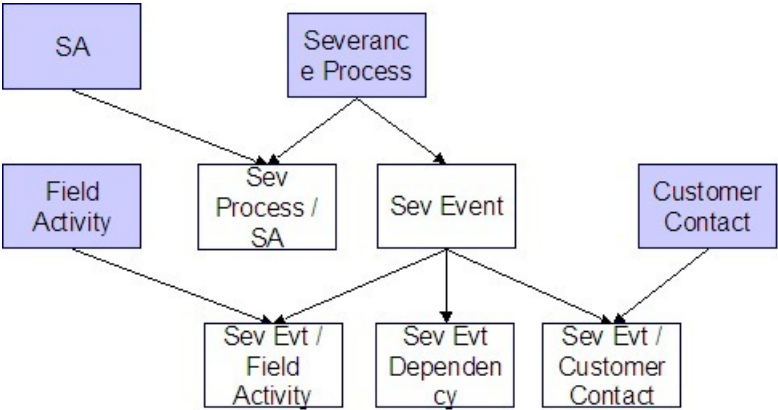 SA
Severanc
e Process
Field
Activity
Sev
Process /
SA
Sev Event
Customer
Contact
Sev Evt /
Field
Activity
Sev Evt
Dependen
cy
Sev Evt /
Customer
Contact